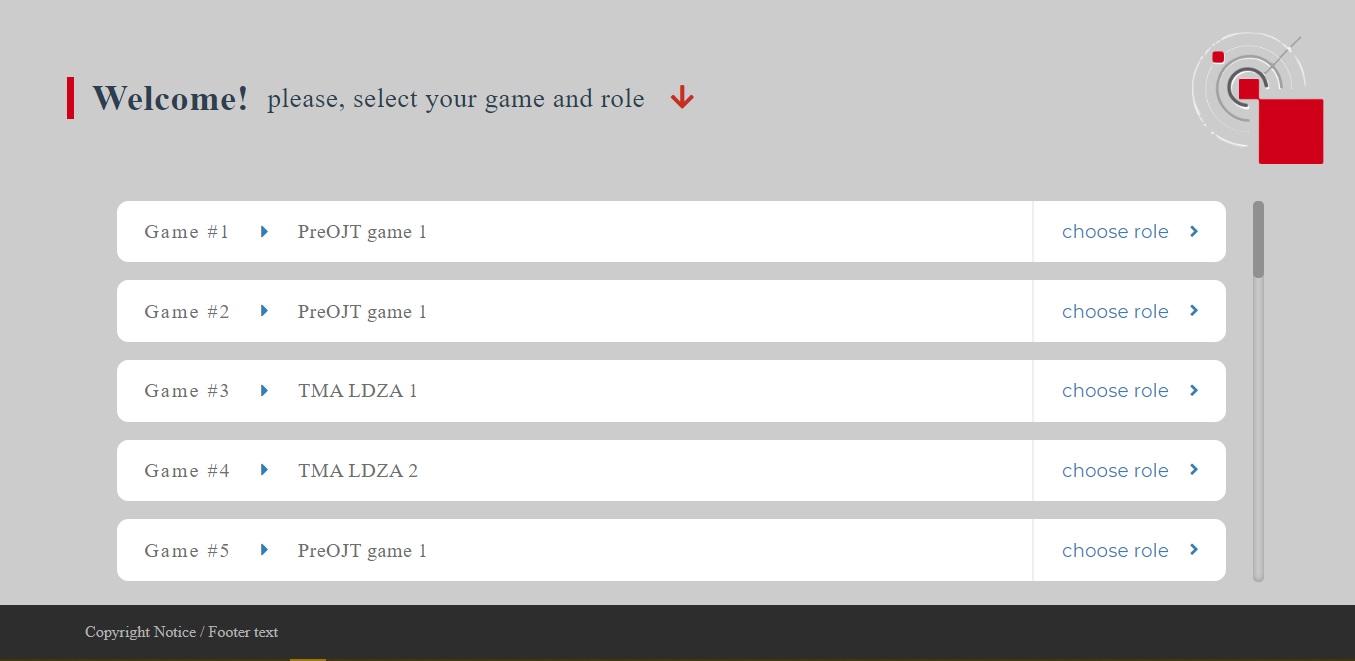 Welcome! please, select your game and role
Game #1 PreOJT game 1 choose role
Game #2 PreOJT game 1 choose role
Game #3 TMA LDZA 1 choose role
Game #4 TMA LDZA 2 choose role
Game #5 PreOJT game 1 choose role
Copyright Notice / Footer text